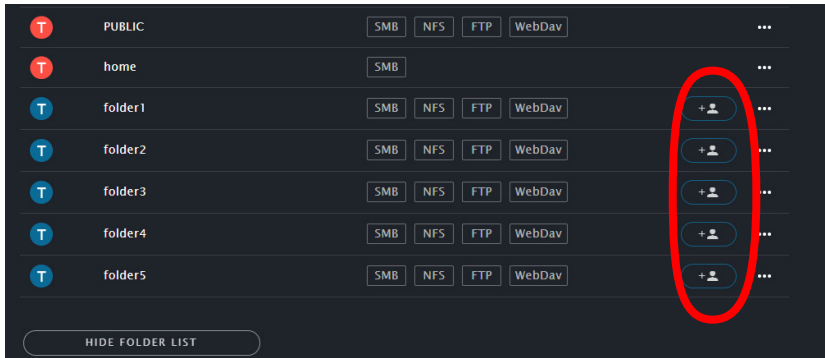 T PUBLIC SMB NFS FTP WebDav
T home SMB
T folder1 SMB NFS FTP WebDav
T folder2 SMB NFS FTP WebDav
T folder3 SMB NFS FTP WebDav
T folder4 SMB NFS FTP WebDav
T folder5 SMB NFS FTP WebDav
HIDE FOLDER LIST